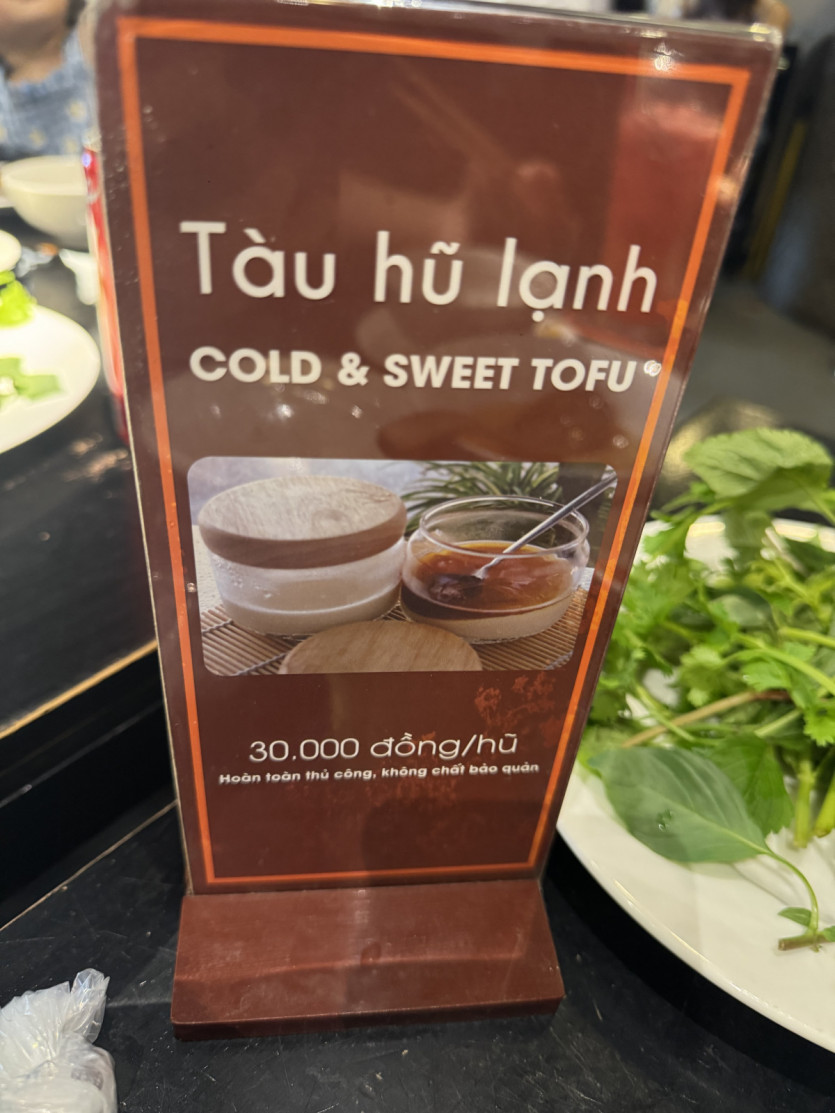 Tàu hũ lạnh
COLD & SWEET TOFU
30.000 đồng/hũ
Hoàn toàn thủ công, không chất bảo quản